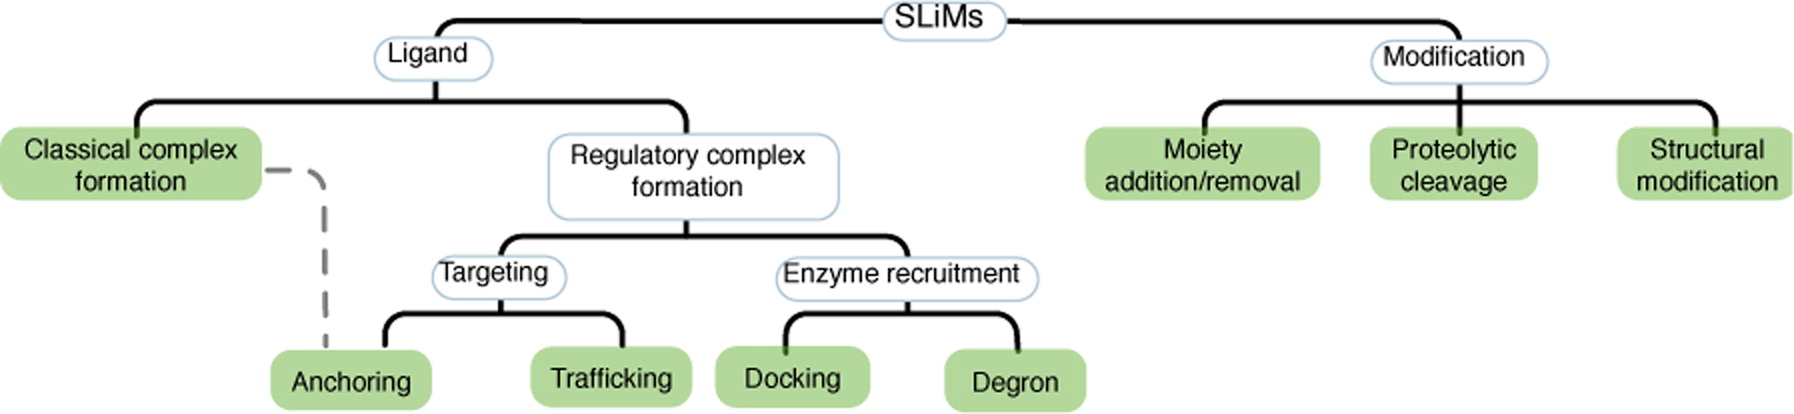 SLiMs
Ligand
Modification
Classical complex
formation
Regulatory complex
formation
Moiety
addition/removal
Proteolytic
cleavage
Structural
modification
Targeting
Enzyme recruitment
Anchoring
Trafficking
Docking
Degron